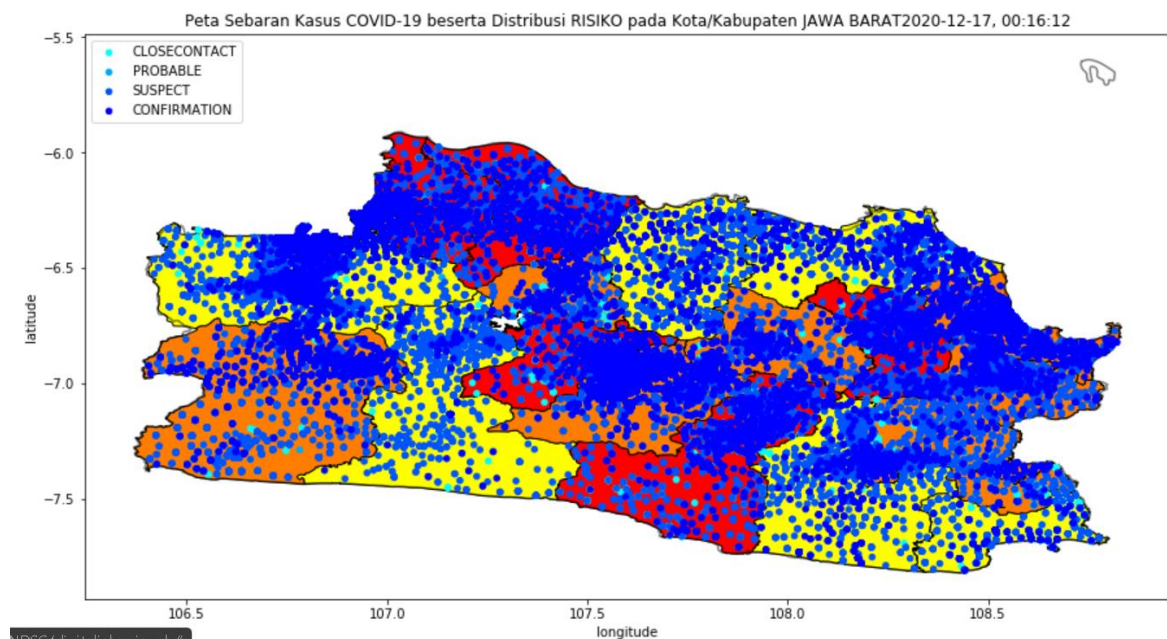 Peta Sebaran Kasus COVID-19 beserta Distribusi RISIKO pada Kota/Kabupaten JAWA BARAT2020-12-17, 00:16:12
CLOSECONTACT
PROBABLE
SUSPECT
CONFIRMATION
−5.5
−6.0
−6.5
−7.0
−7.5
latitude
106.5
107.0
107.5
108.0
108.5
longitude